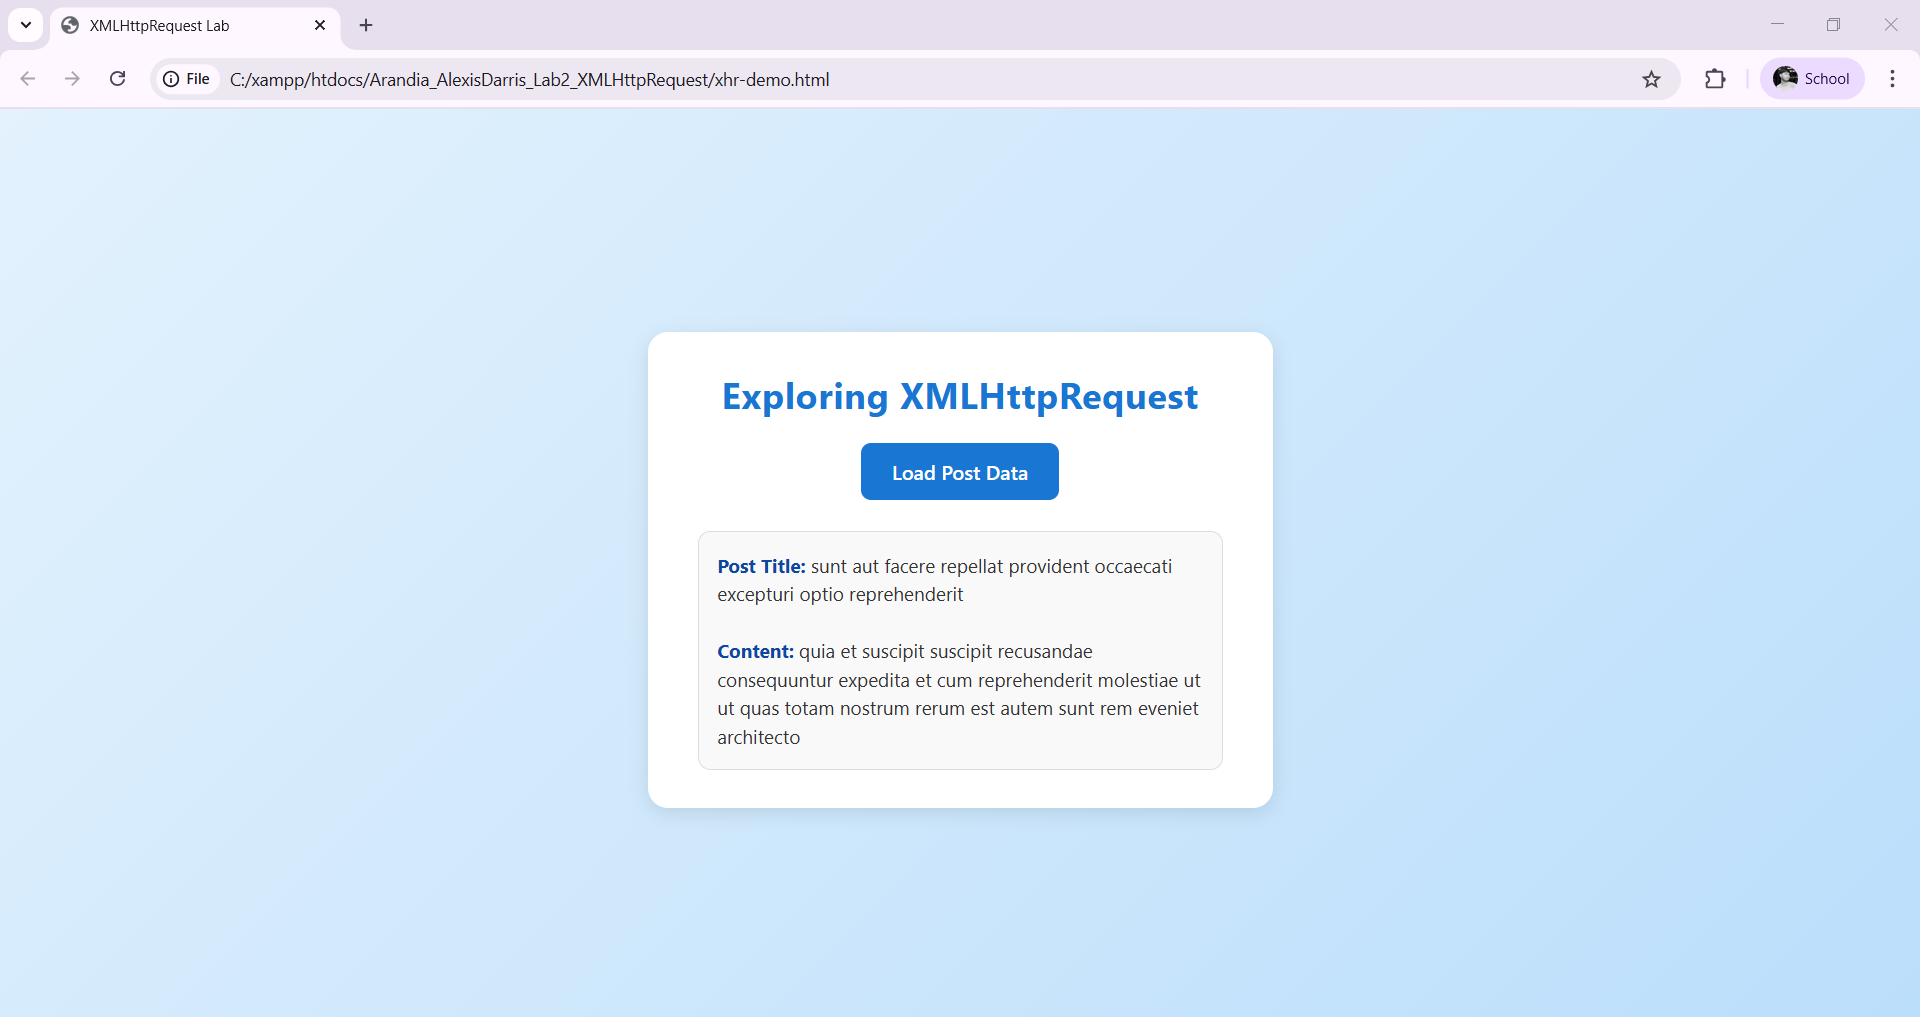 XMLHttpRequest Lab
File
C:/xampp/htdocs/Arandia_AlexisDarris_Lab2_XMLHttpRequest/xhr-demo.html
School
Exploring XMLHttpRequest
Load Post Data
Post Title: sunt aut facere repellat provident occaecati
excepturi optio reprehenderit
Content: quia et suscipit suscipit recusandae
consequuntur expedita et cum reprehenderit molestiae ut
ut quas totam nostrum rerum est autem sunt rem eveniet
architecto